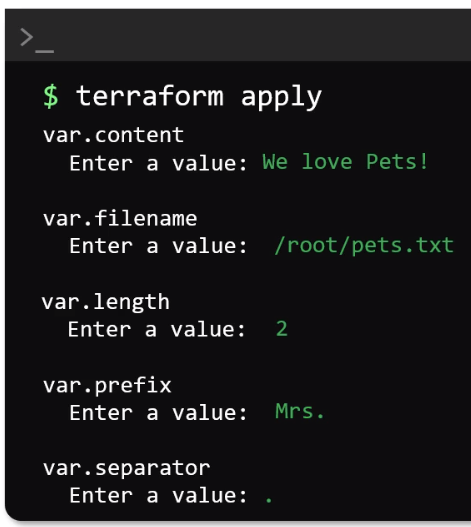 >_
$ terraform apply
var.content
Enter a value: We love Pets!
var.filename
Enter a value: /root/pets.txt
var.length
Enter a value: 2
var.prefix
Enter a value: Mrs.
var.separator
Enter a value: .